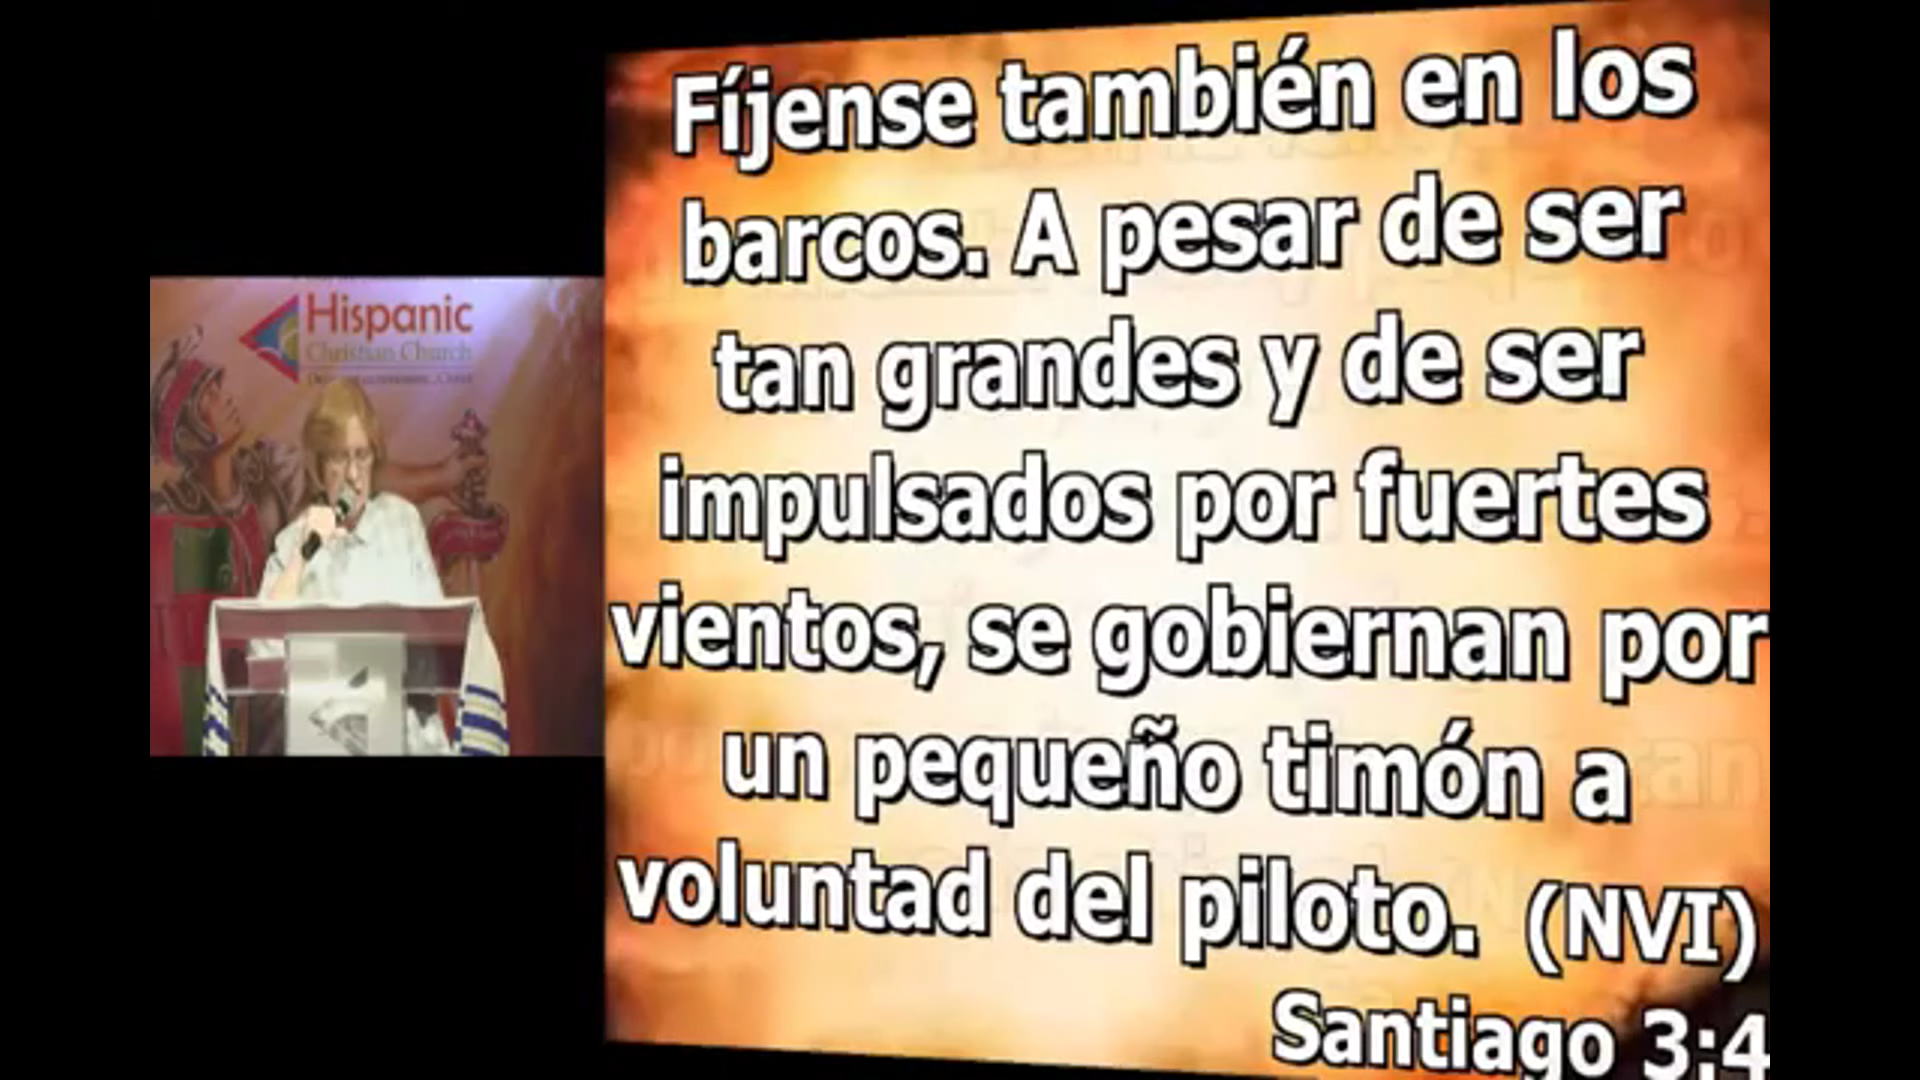 Hispanic
Christian Church
Fíjense también en los
barcos. A pesar de ser
tan grandes y de ser
impulsados por fuertes
vientos, se gobiernan por
un pequeño timón a
voluntad del piloto. (NVI)
Santiago 3:4